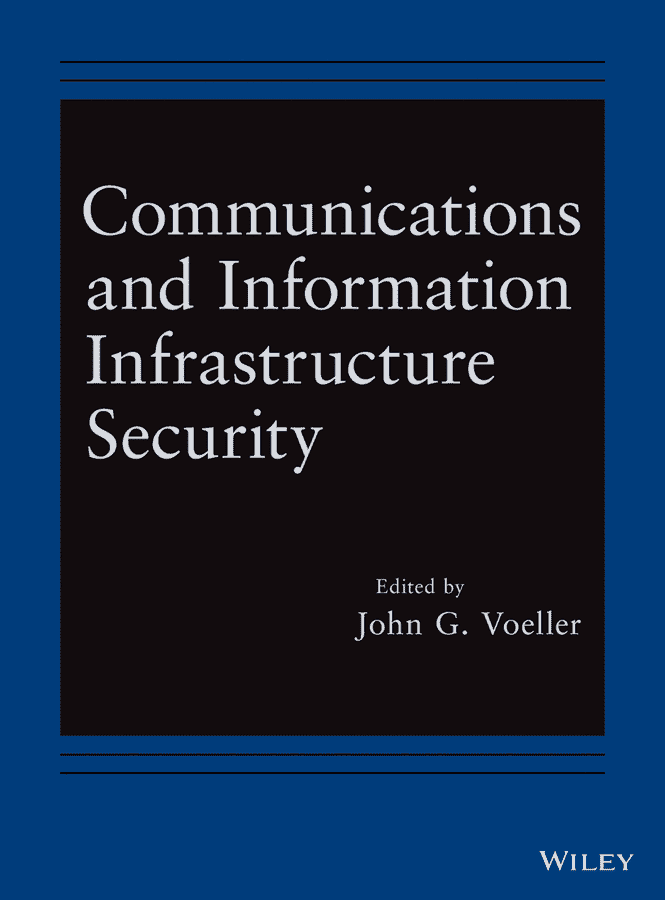 Communications
and Information
Infrastructure
Security
Edited by
John G. Voeller
WILEY